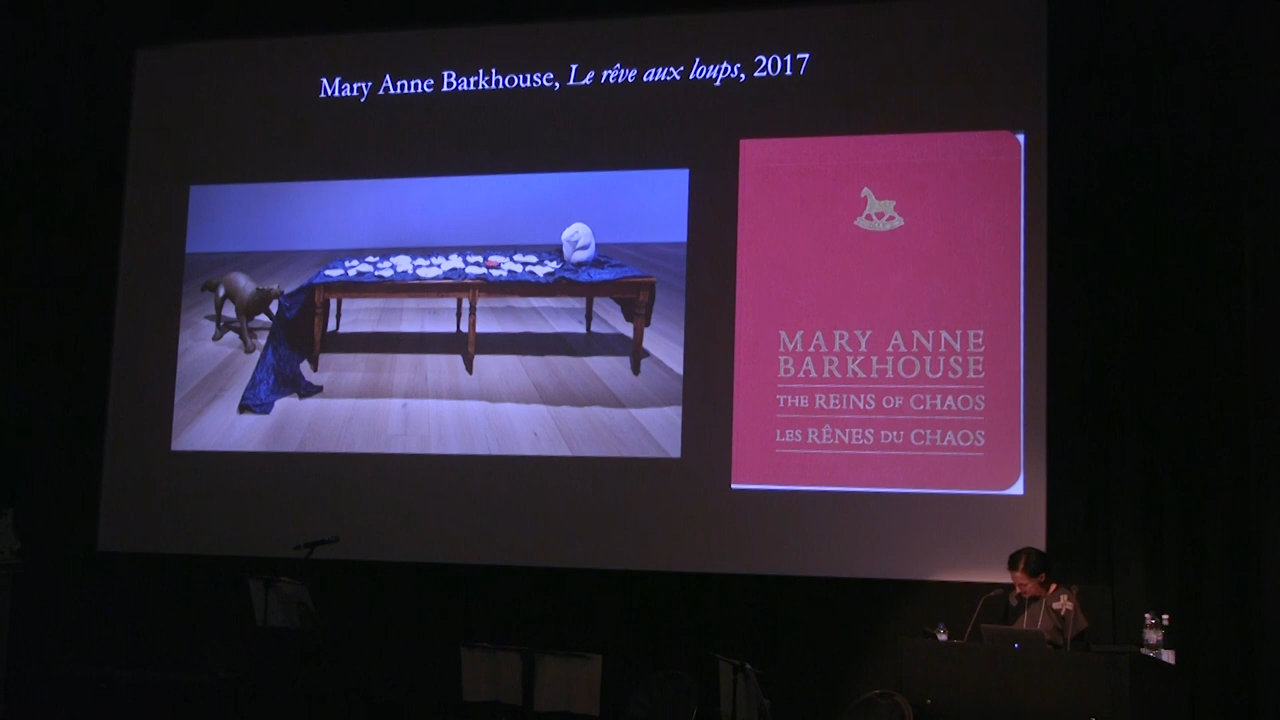 Mary Anne Barkhouse, Le rêve aux loups, 2017
MARY ANNE
BARKHOUSE
THE REINS OF CHAOS
LES RÊNES DU CHAOS